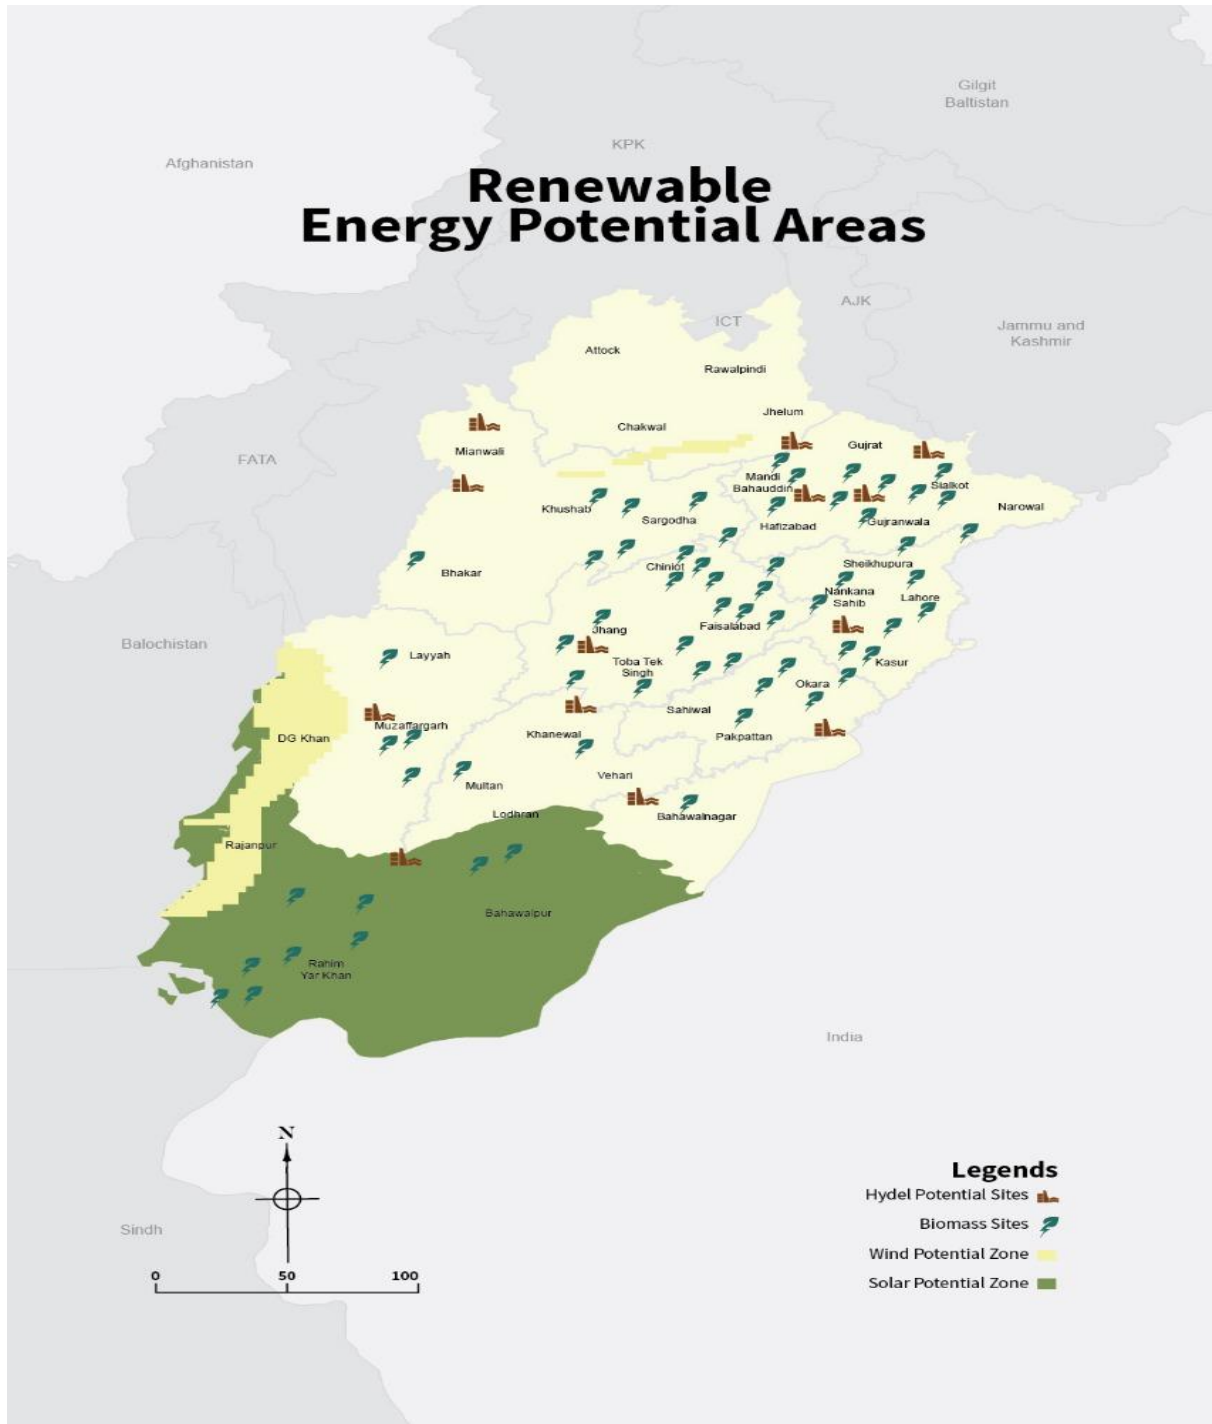 Gilgit
Baltistan
KPK
Afghanistan
Renewable
Energy Potential Areas
AJK
ICT
Jammu and
Kashmir
Attock
Rawalpindi
Jhelum
Chakwal
Gujrat
Mianwali
FATA
Mandi
Bahauddin
Sialkot
Khushab
Narowal
Sargodha
Hafizabad
Gujranwala
Sheikhupura
Chiniot
Bhakar
Nankana
Sahib
Lahore
Faisalabad
Jhang
Balochistan
Layyah
Toba Tek
Singh
Kasur
Okara
Sahiwal
Muzaffargarh
DG Khan
Khanewal
Pakpattan
Vehari
Multan
Lodhran
Bahawalnagar
Rajanpur
Bahawalpur
Rahim
Yar Khan
India
N
Legends
Hydel Potential Sites
Biomass Sites
Sindh
Wind Potential Zone
0 50 100
Solar Potential Zone